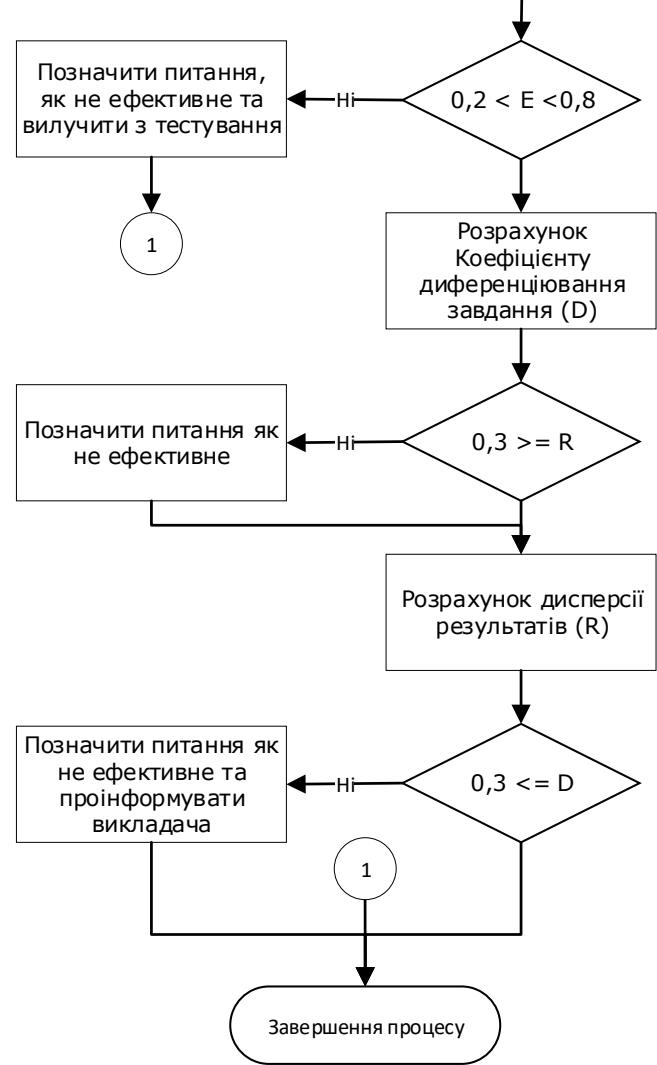 Позначити питання,
як не ефективне та
вилучити з тестування
Ні
0,2 < E <0,8
1
Розрахунок
Коефіцієнту
диференціювання
завдання (D)
Позначити питання як
не ефективне
Ні
0,3 >= R
Розрахунок дисперсії
результатів (R)
Позначити питання як
не ефективне та
проінформувати
викладача
Ні
0,3 <= D
1
Завершення процесу